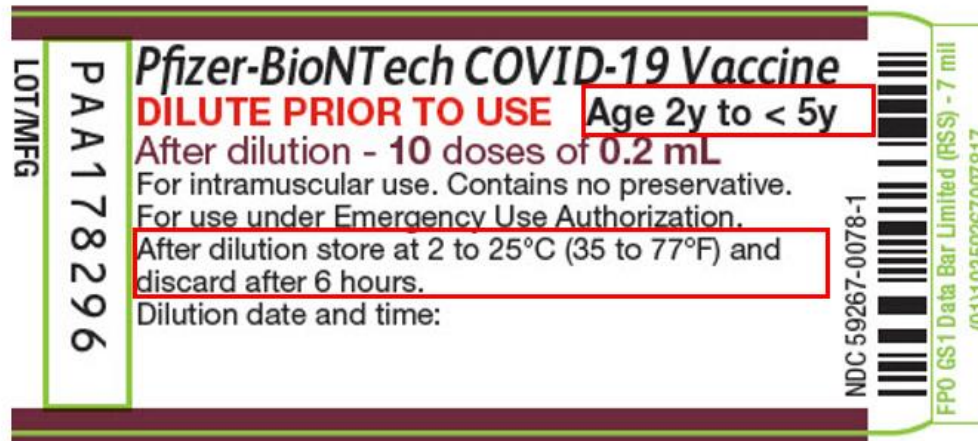 Pfizer-BioNTech COVID-19 Vaccine
DILUTE PRIOR TO USE Age 2y to < 5y
After dilution - 10 doses of 0.2 mL
For intramuscular use. Contains no preservative.
For use under Emergency Use Authorization.
After dilution store at 2 to 25°C (35 to 77°F) and
discard after 6 hours.
Dilution date and time:
LOT/MFG
PAA178296
NDC 59267-0078-1
FPO GS1 Data Bar Limited (RSS) - 7 mil